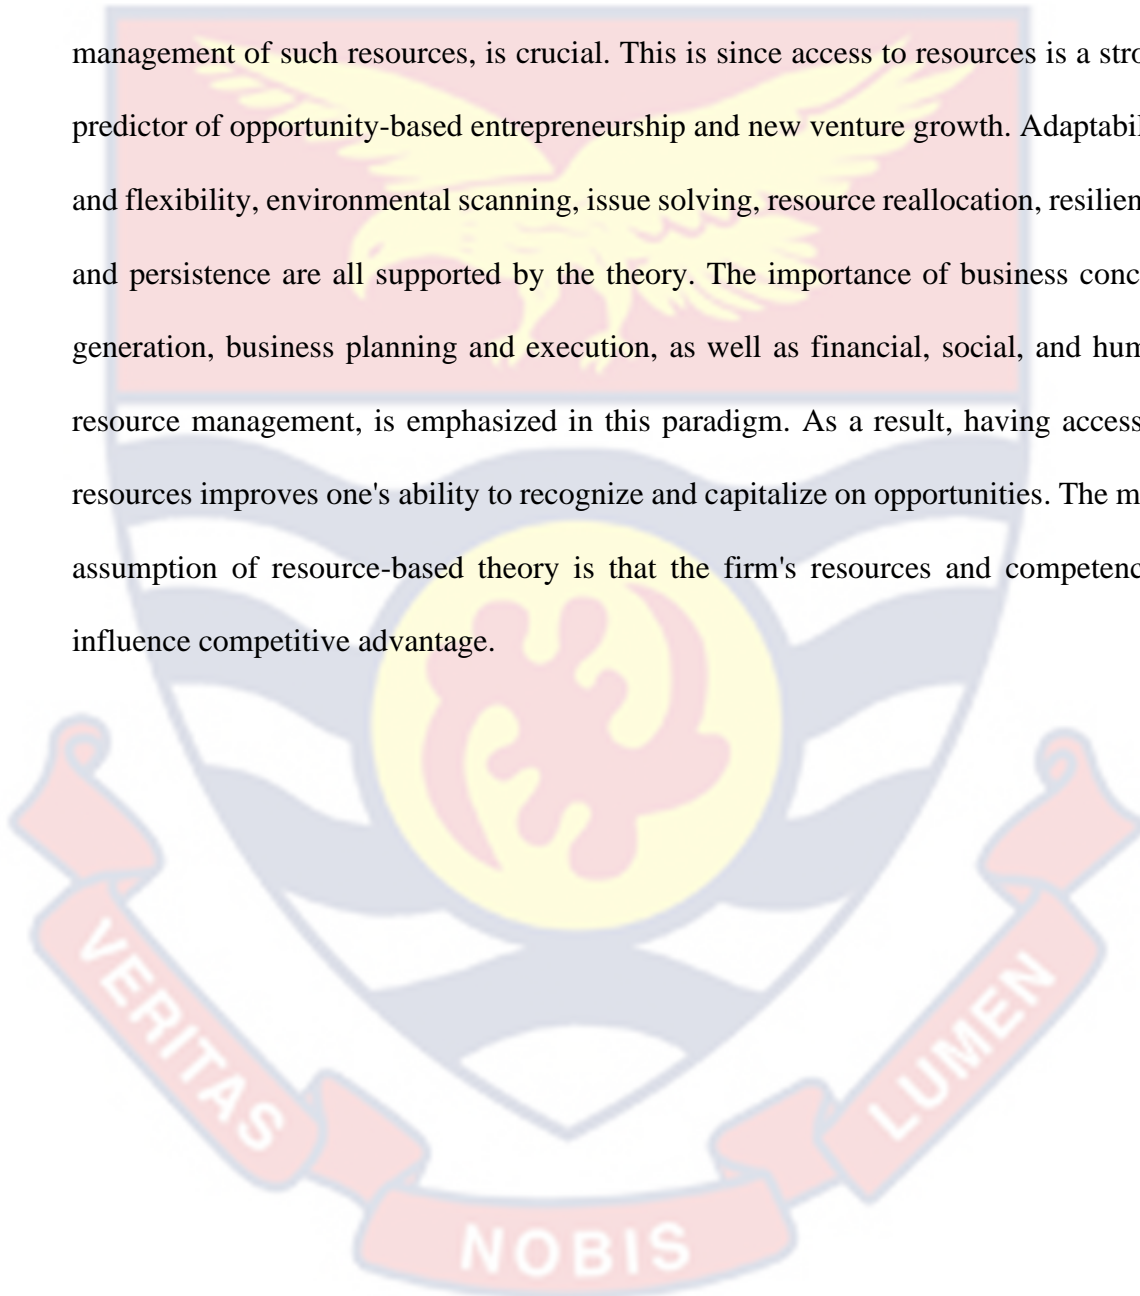 management of such resources, is crucial. This is since access to resources is a stro
predictor of opportunity-based entrepreneurship and new venture growth. Adaptabil
and flexibility, environmental scanning, issue solving, resource reallocation, resilien
and persistence are all supported by the theory. The importance of business conc
generation, business planning and execution, as well as financial, social, and hum
resource management, is emphasized in this paradigm. As a result, having access
resources improves one's ability to recognize and capitalize on opportunities. The m
assumption of resource-based theory is that the firm's resources and competenc
influence competitive advantage.
VERITAS
NOBIS
LUMEN